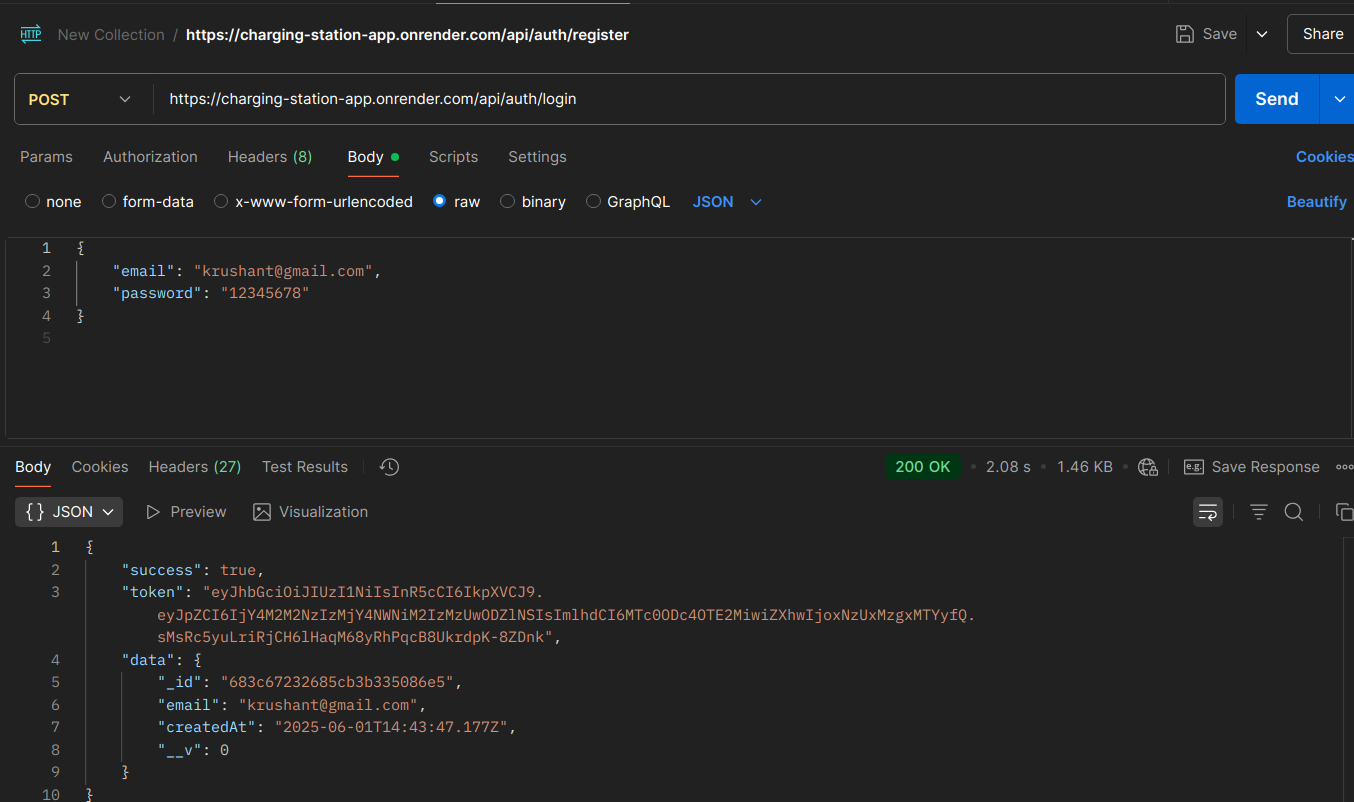 HTTP New Collection / https://charging-station-app.onrender.com/api/auth/register Save Share
POST https://charging-station-app.onrender.com/api/auth/login Send
Params Authorization Headers (8) Body Scripts Settings Cookies
none form-data x-www-form-urlencoded raw binary GraphQL JSON Beautify
1 {
2 "email": "krushant@gmail.com",
3 "password": "12345678"
4 }
5
Body Cookies Headers (27) Test Results 200 OK • 2.08 s • 1.46 KB • e.g. Save Response
{} JSON Preview Visualization
1 {
2 "success": true,
3 "token": "eyJhbGciOiJIUzI1NiIsInR5cCI6IkpXVCJ9.
eyJpZCI6IjY4M2M2NzIzMjY4NWNiM2IzMzUwODZlNSIsImlhdCI6MTc0ODc4OTE2MiwiZXhwIjoxNzUxMzgxMTYyfQ.
sMsRc5yuLriRjCH6lHaqM68yRhPqcB8UkrdpK-8ZDnk",
4 "data": {
5 "_id": "683c67232685cb3b335086e5",
6 "email": "krushant@gmail.com",
7 "createdAt": "2025-06-01T14:43:47.177Z",
8 "__v": 0
9 }
10 }